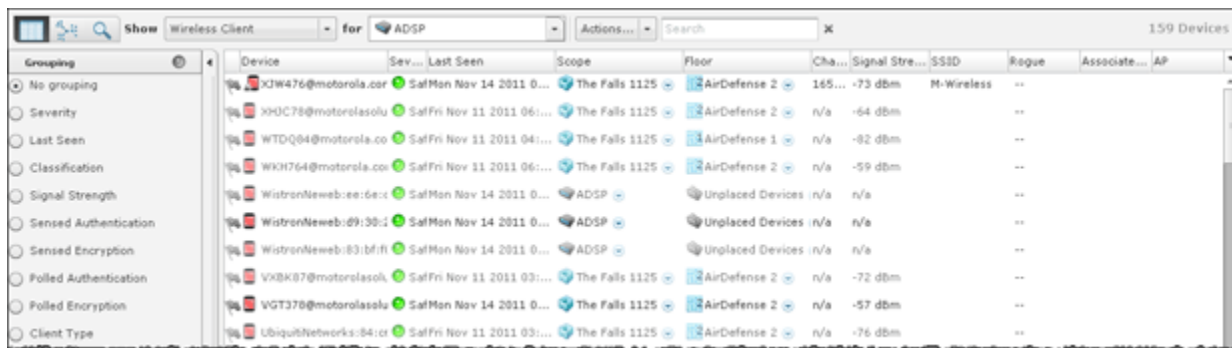 Show Wireless Client for ADSP Actions... Search x 159 Devices
Grouping Device Sev... Last Seen Scope Floor Cha... Signal Stre... SSID Rogue Associate... AP
No grouping XJW476@motorola.cor Saf Mon Nov 14 2011 0... The Falls 1125 AirDefense 2 165... -73 dBm M-Wireless --
Severity XHJC78@motorolasolu Saf Fri Nov 11 2011 06:... The Falls 1125 AirDefense 2 n/a -64 dBm --
Last Seen WTDQ84@motorola.co Saf Fri Nov 11 2011 04:... The Falls 1125 AirDefense 1 n/a -82 dBm --
Classification WKH764@motorola.co Saf Fri Nov 11 2011 06:... The Falls 1125 AirDefense 2 n/a -59 dBm --
Signal Strength WistronNeweb:ee:6e:c Saf Mon Nov 14 2011 0... ADSP Unplaced Devices n/a n/a --
Sensed Authentication WistronNeweb:d9:30:2 Saf Mon Nov 14 2011 0... ADSP Unplaced Devices n/a n/a --
Sensed Encryption WistronNeweb:83:bf:f Saf Mon Nov 14 2011 0... ADSP Unplaced Devices n/a n/a --
Polled Authentication VXBK87@motorolasolu Saf Fri Nov 11 2011 03:... The Falls 1125 AirDefense 2 n/a -72 dBm --
Polled Encryption VGT378@motorolasolu Saf Mon Nov 14 2011 0... The Falls 1125 AirDefense 2 n/a -57 dBm --
Client Type UbiquitiNetworks:84:c Saf Fri Nov 11 2011 03:... The Falls 1125 AirDefense 2 n/a -76 dBm --